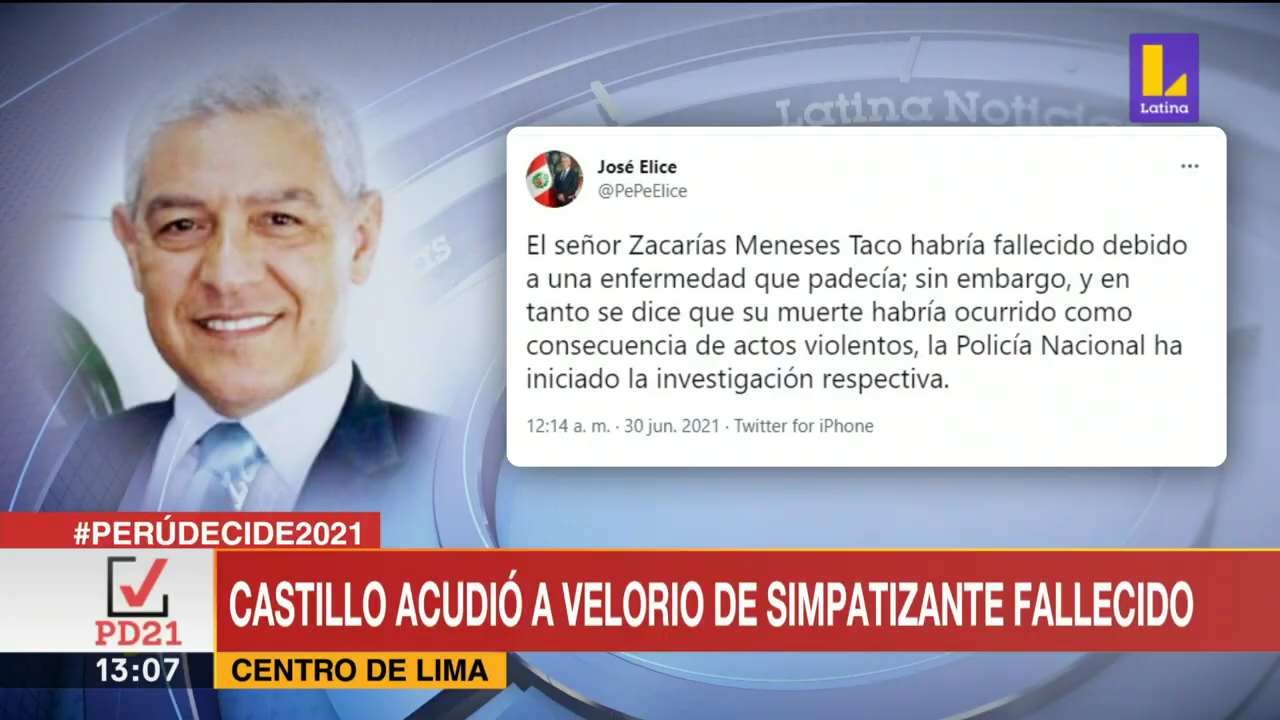 Latina
Latina Noticias
José Elice
@PePeElice
El señor Zacarías Meneses Taco habría fallecido debido
a una enfermedad que padecía; sin embargo, y en
tanto se dice que su muerte habría ocurrido como
consecuencia de actos violentos, la Policía Nacional ha
iniciado la investigación respectiva.
12:14 a. m. · 30 jun. 2021 · Twitter for iPhone
#PERÚDECIDE2021
PD21
CASTILLO ACUDIÓ A VELORIO DE SIMPATIZANTE FALLECIDO
13:07
CENTRO DE LIMA